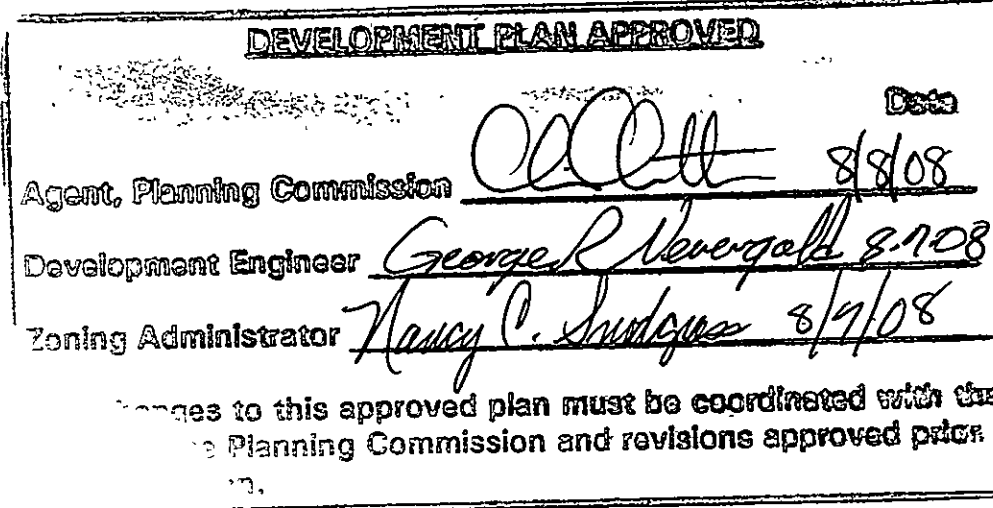 DEVELOPMENT PLAN APPROVED
Date
Agent, Planning Commission 8/8/08
Development Engineer George R Nevergold 8-7-08
Zoning Administrator Nancy C. Snodgrass 8/7/08
to this approved plan must be coordinated with the
Planning Commission and revisions approved prior